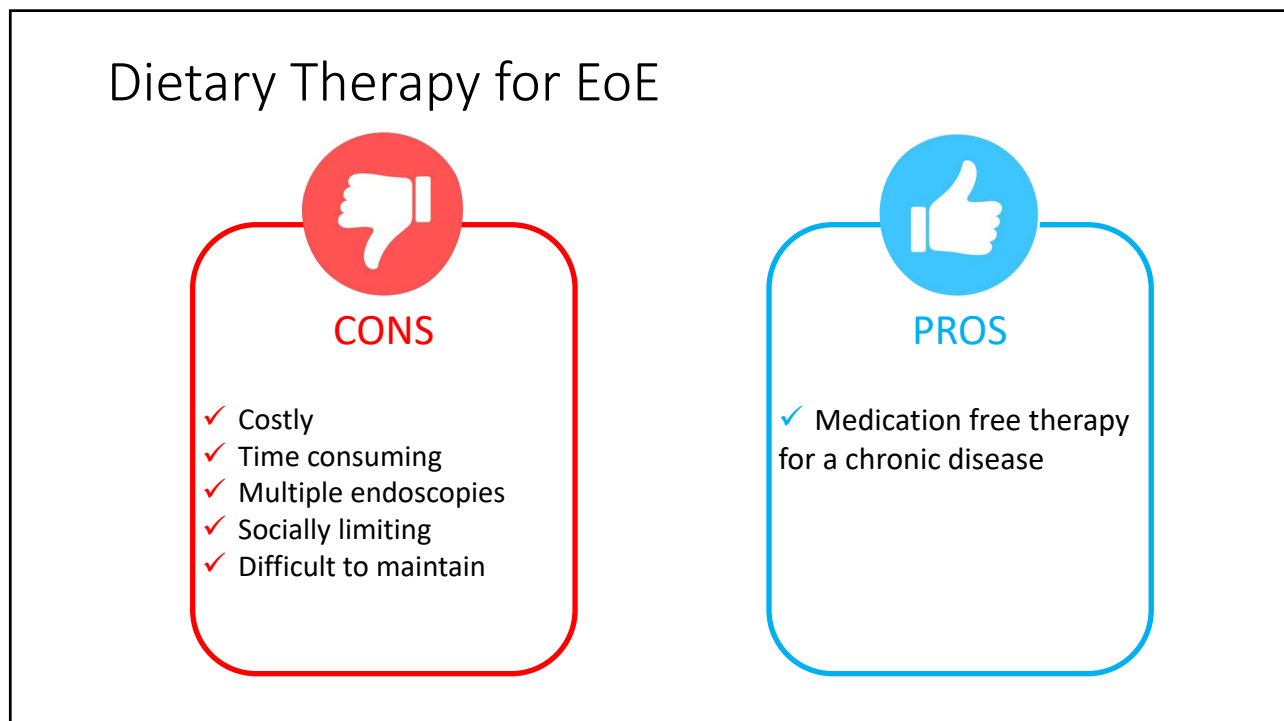 Dietary Therapy for EoE
CONS
✓ Costly
✓ Time consuming
✓ Multiple endoscopies
✓ Socially limiting
✓ Difficult to maintain
PROS
✓ Medication free therapy
for a chronic disease